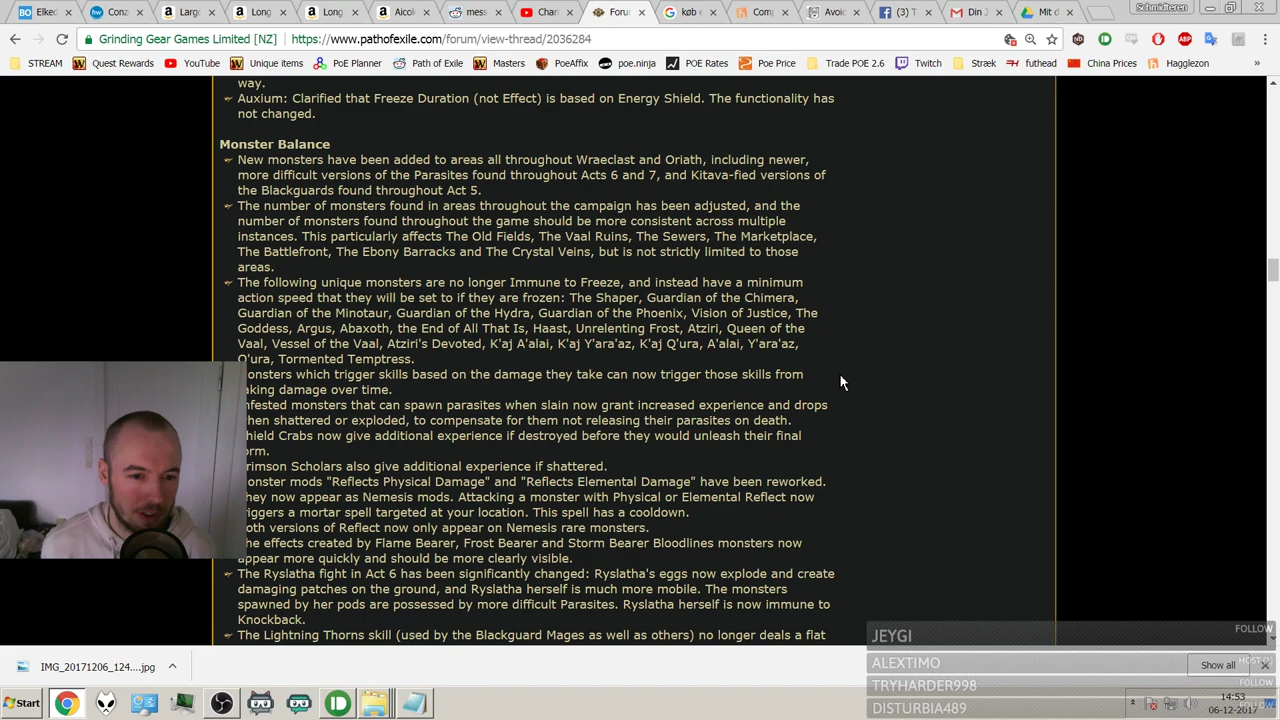 Elked
Conze
Largo
Long
Long
Aicok
mess
Chan
Forur
køb e
Comp
Avoid
(3) T
Din J
Mit d
Schmidteren
Grinding Gear Games Limited [NZ] https://www.pathofexile.com/forum/view-thread/2036284
STREAM Quest Rewards YouTube Unique items PoE Planner Path of Exile Masters PoeAffix poe.ninja POE Rates Poe Price Trade POE 2.6 Twitch Stræk futhead China Prices Hagglezon »
way.
Auxium: Clarified that Freeze Duration (not Effect) is based on Energy Shield. The functionality has
not changed.
Monster Balance
New monsters have been added to areas all throughout Wraeclast and Oriath, including newer,
more difficult versions of the Parasites found throughout Acts 6 and 7, and Kitava-fied versions of
the Blackguards found throughout Act 5.
The number of monsters found in areas throughout the campaign has been adjusted, and the
number of monsters found throughout the game should be more consistent across multiple
instances. This particularly affects The Old Fields, The Vaal Ruins, The Sewers, The Marketplace,
The Battlefront, The Ebony Barracks and The Crystal Veins, but is not strictly limited to those
areas.
The following unique monsters are no longer Immune to Freeze, and instead have a minimum
action speed that they will be set to if they are frozen: The Shaper, Guardian of the Chimera,
Guardian of the Minotaur, Guardian of the Hydra, Guardian of the Phoenix, Vision of Justice, The
Goddess, Argus, Abaxoth, the End of All That Is, Haast, Unrelenting Frost, Atziri, Queen of the
Vaal, Vessel of the Vaal, Atziri's Devoted, K'aj A'alai, K'aj Y'ara'az, K'aj Q'ura, A'alai, Y'ara'az,
Q'ura, Tormented Temptress.
onsters which trigger skills based on the damage they take can now trigger those skills from
aking damage over time.
nfested monsters that can spawn parasites when slain now grant increased experience and drops
hen shattered or exploded, to compensate for them not releasing their parasites on death.
hield Crabs now give additional experience if destroyed before they would unleash their final
orm.
rimson Scholars also give additional experience if shattered.
onster mods "Reflects Physical Damage" and "Reflects Elemental Damage" have been reworked.
hey now appear as Nemesis mods. Attacking a monster with Physical or Elemental Reflect now
riggers a mortar spell targeted at your location. This spell has a cooldown.
oth versions of Reflect now only appear on Nemesis rare monsters.
he effects created by Flame Bearer, Frost Bearer and Storm Bearer Bloodlines monsters now
appear more quickly and should be more clearly visible.
The Ryslatha fight in Act 6 has been significantly changed: Ryslatha's eggs now explode and create
damaging patches on the ground, and Ryslatha herself is much more mobile. The monsters
spawned by her pods are possessed by more difficult Parasites. Ryslatha herself is now immune to
Knockback.
The Lightning Thorns skill (used by the Blackguard Mages as well as others) no longer deals a flat
JEYGI FOLLOW
ALEXTIMO HOST (1)
TRYHARDER998 FOLLOW
DISTURBIA489 FOLLOW
IMG_20171206_124....jpg
Show all
Start
14:53
06-12-2017